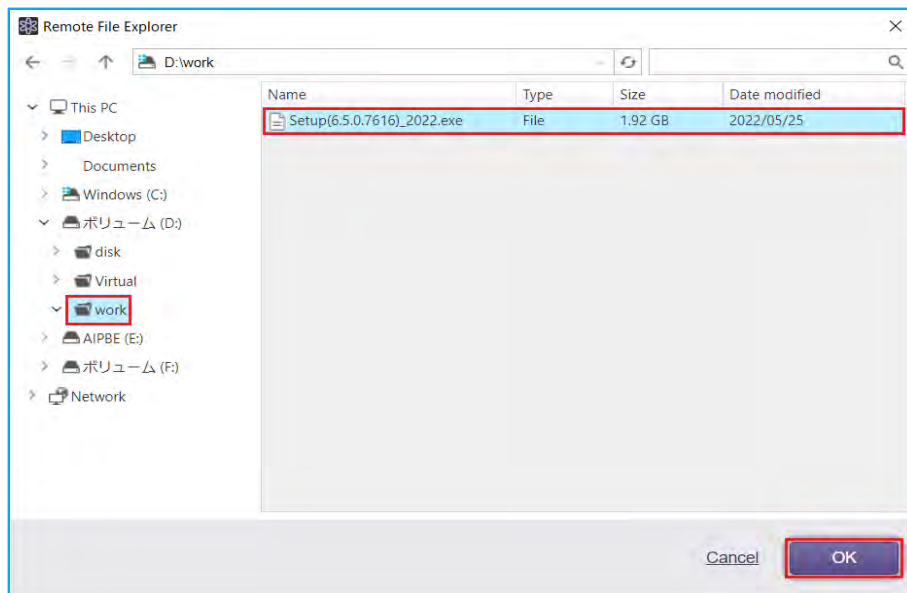 Remote File Explorer
D:\work
Name Type Size Date modified
Setup(6.5.0.7616)_2022.exe File 1.92 GB 2022/05/25
This PC
Desktop
Documents
Windows (C:)
ボリューム (D:)
disk
Virtual
work
AIPBE (E:)
ボリューム (F:)
Network
Cancel OK